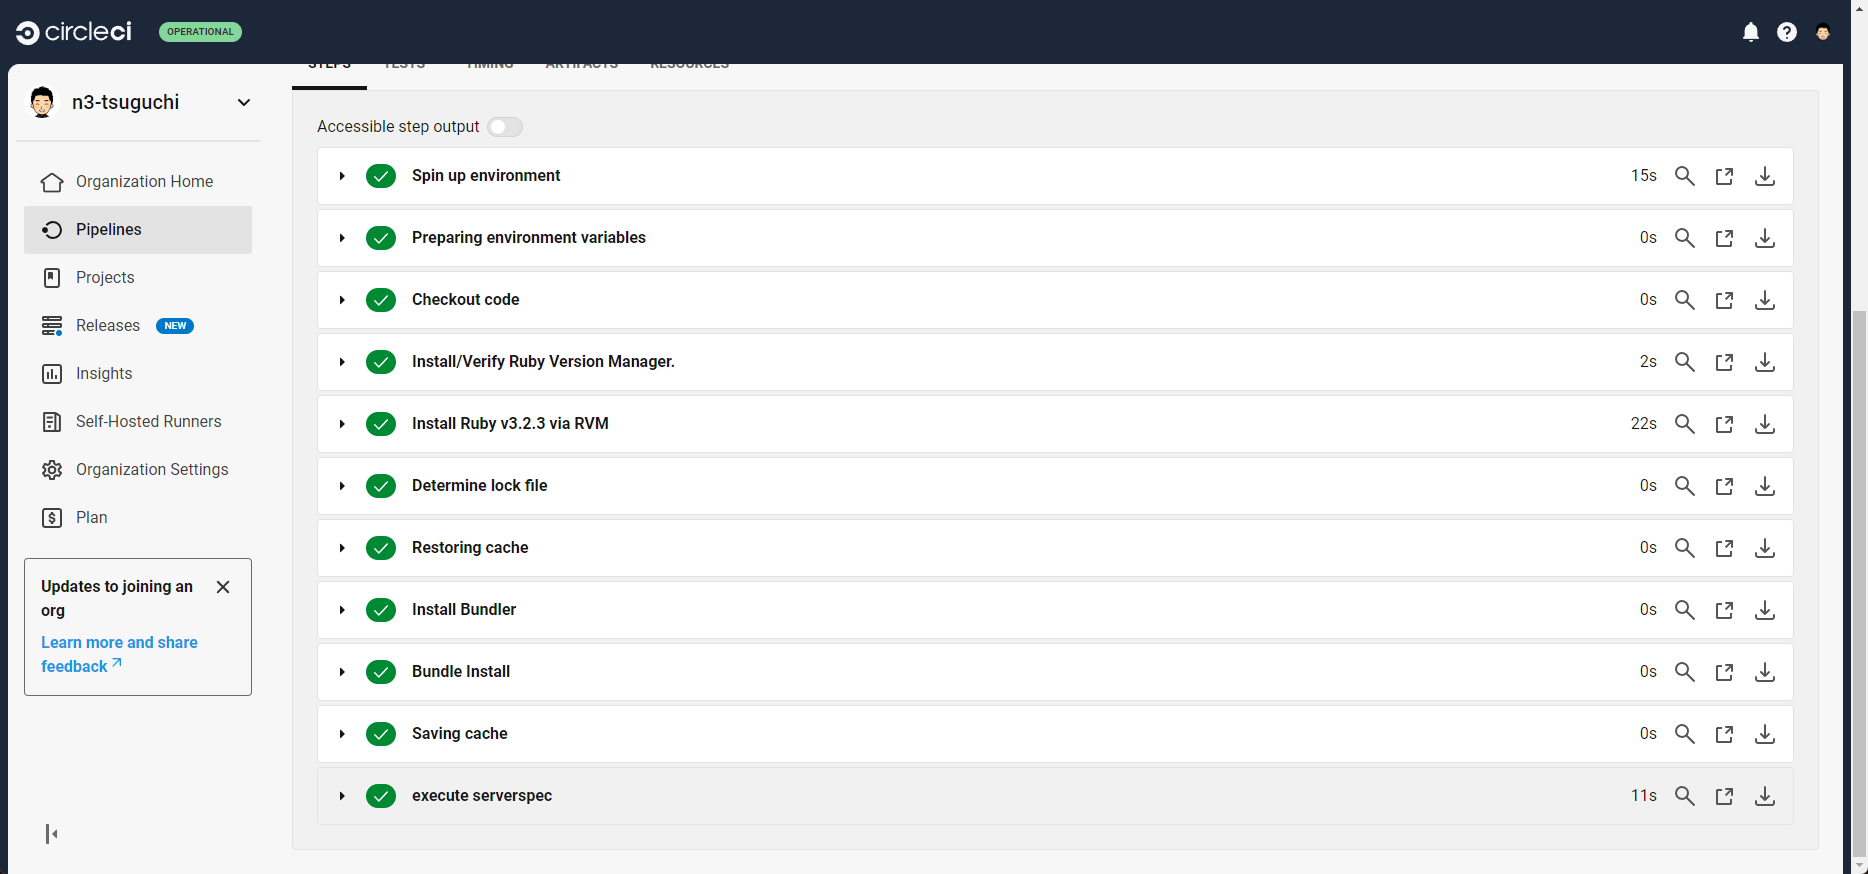 circleci OPERATIONAL
STEPS TESTS TIMING ARTIFACTS RESOURCES
n3-tsuguchi
Organization Home
Pipelines
Projects
Releases NEW
Insights
Self-Hosted Runners
Organization Settings
Plan
Updates to joining an
org
Learn more and share
feedback
Accessible step output
Spin up environment 15s
Preparing environment variables 0s
Checkout code 0s
Install/Verify Ruby Version Manager. 2s
Install Ruby v3.2.3 via RVM 22s
Determine lock file 0s
Restoring cache 0s
Install Bundler 0s
Bundle Install 0s
Saving cache 0s
execute serverspec 11s